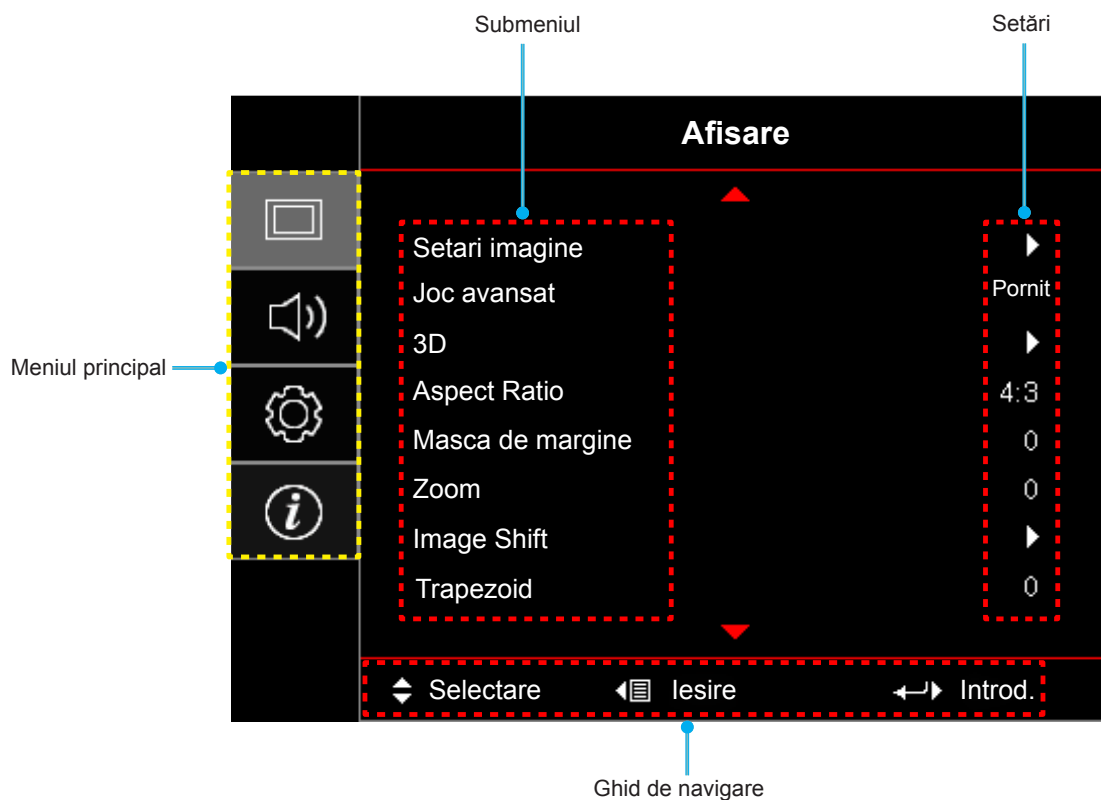 Submeniul
Setări
Afisare
Setari imagine
Joc avansat
Pornit
3D
Meniul principal
Aspect Ratio
4:3
Masca de margine
0
Zoom
0
Image Shift
Trapezoid
0
Selectare
Iesire
Introd.
Ghid de navigare